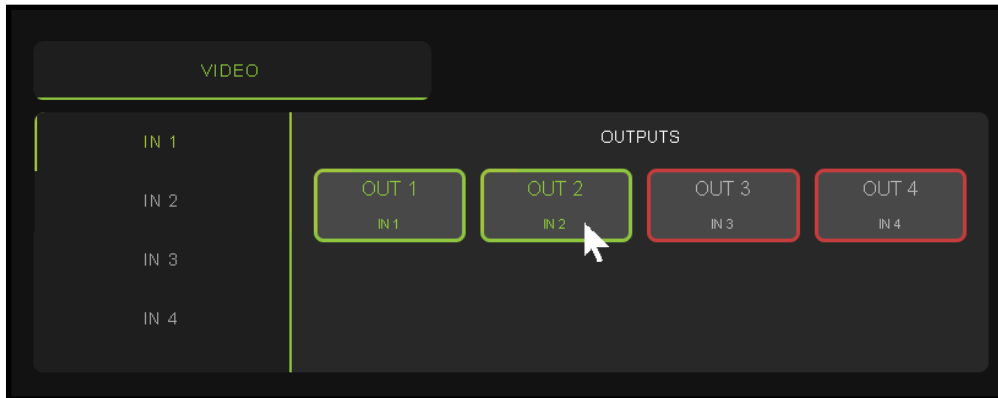 VIDEO
IN 1
IN 2
IN 3
IN 4
OUTPUTS
OUT 1
IN 1
OUT 2
IN 2
OUT 3
IN 3
OUT 4
IN 4